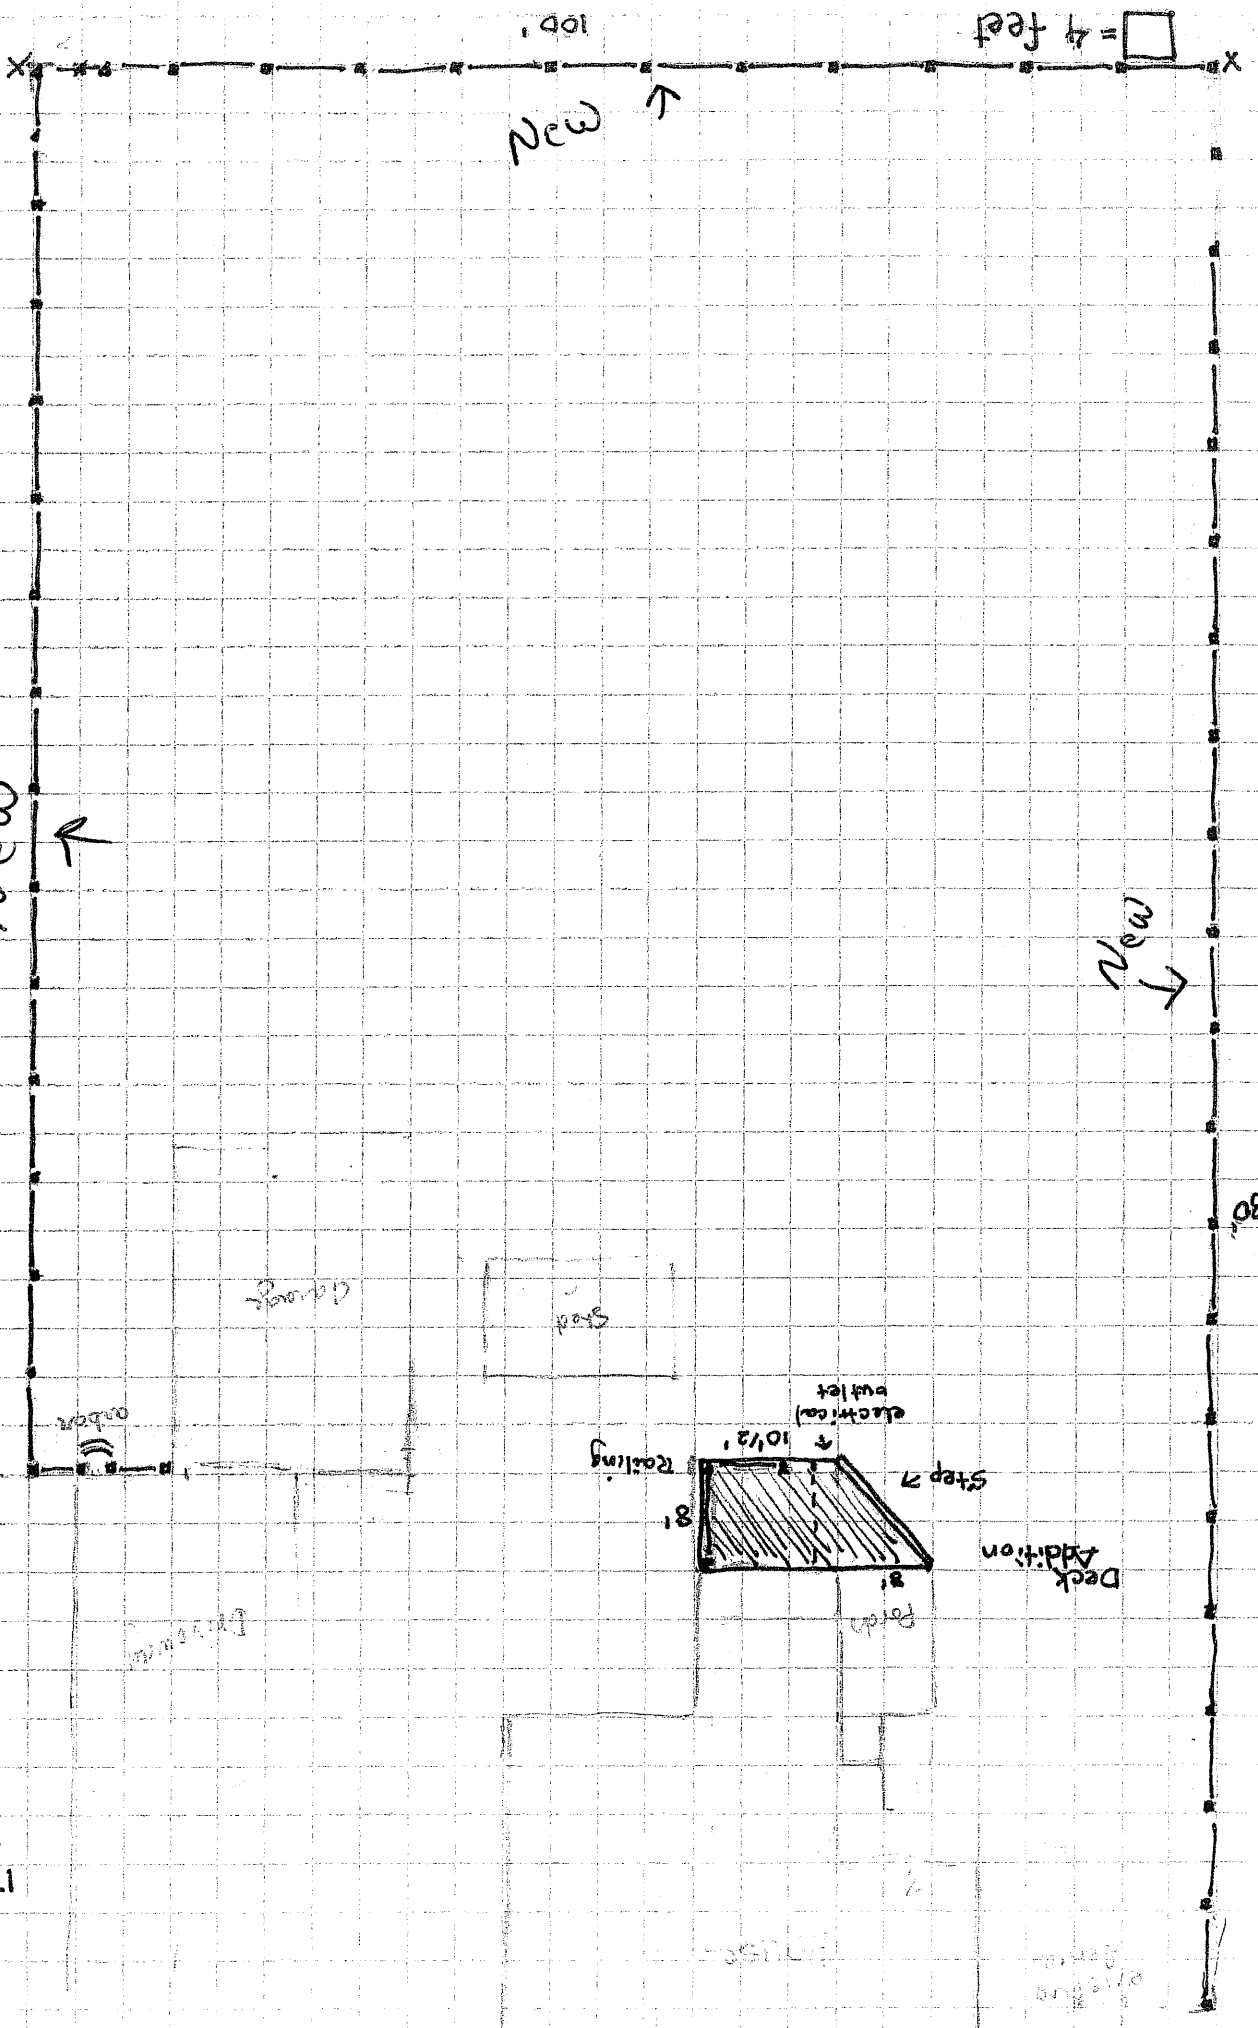 100'
= 4 feet
X
X
New
New
Garage
Shed
arbor
electrical
outlet
10 1/2'
Railing
Step
8'
Deck
Addition
8'
Porch
Driveway
House